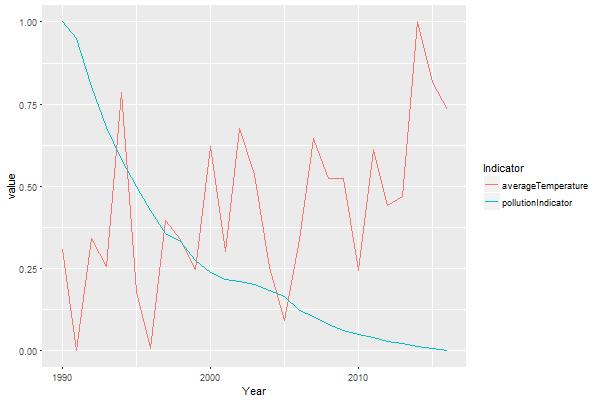 1.00
0.75
0.50
0.25
0.00
value
1990
2000
2010
Year
Indicator
averageTemperature
pollutionIndicator